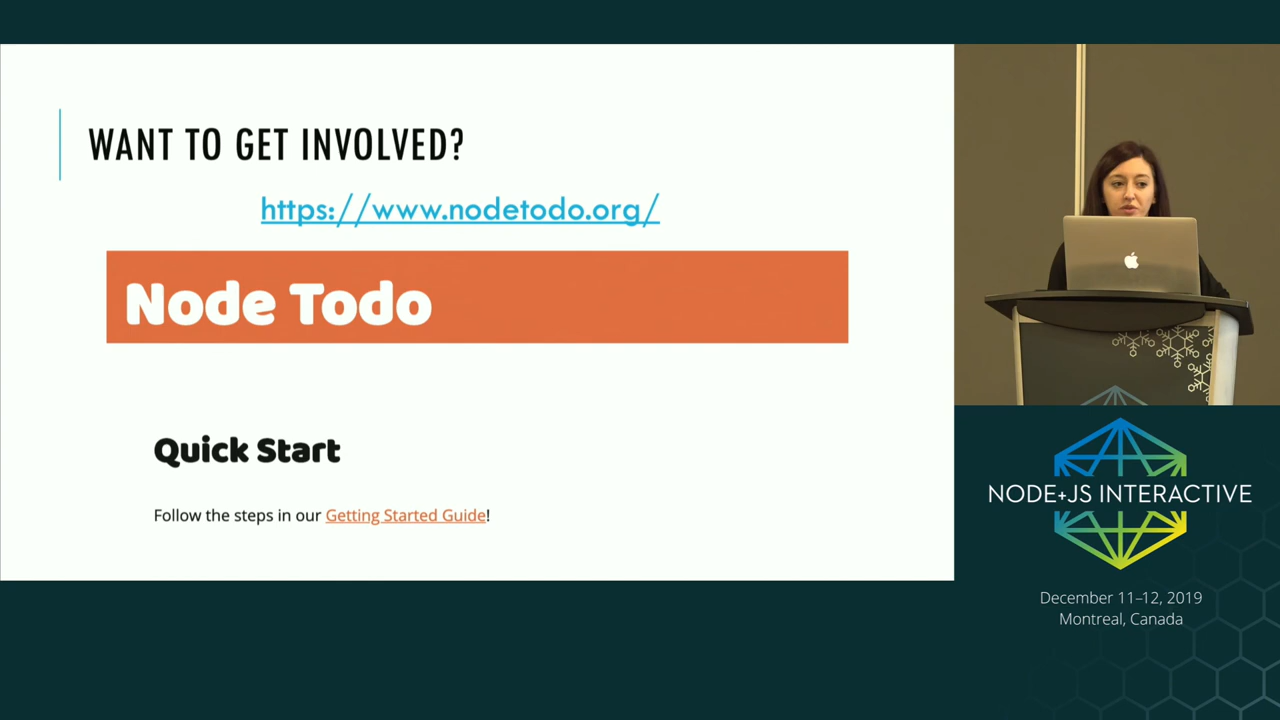 WANT TO GET INVOLVED?
https://www.nodetodo.org/
Node Todo
Quick Start
Follow the steps in our Getting Started Guide!
NODE+JS INTERACTIVE
December 11–12, 2019
Montreal, Canada